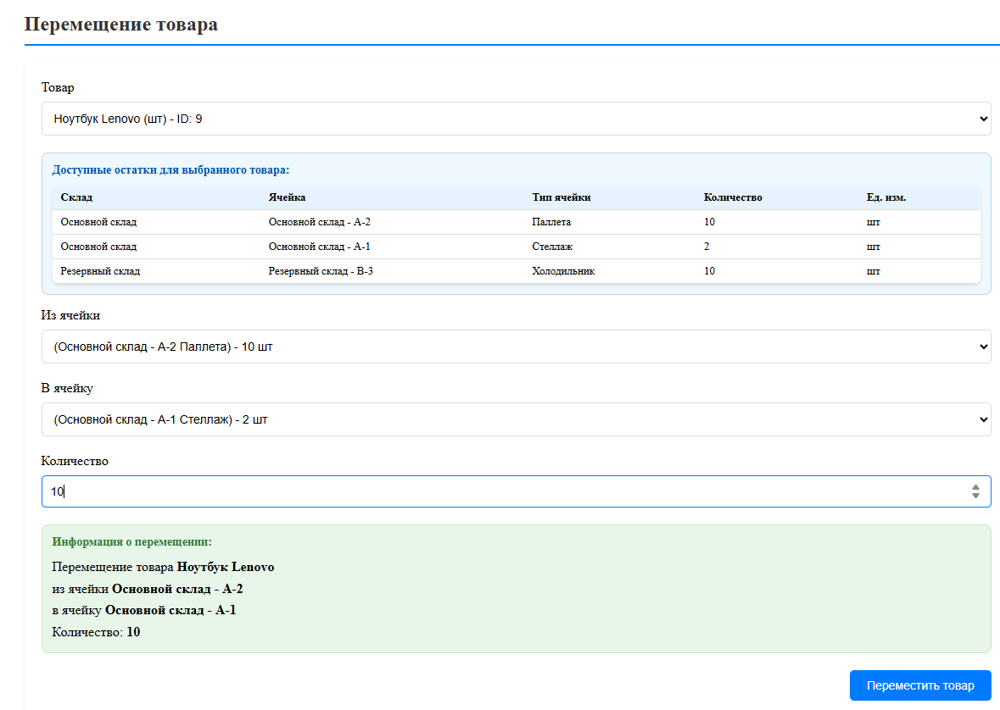 Перемещение товара
Товар
Ноутбук Lenovo (шт) - ID: 9
Доступные остатки для выбранного товара:
Склад Ячейка Тип ячейки Количество Ед. изм.
Основной склад Основной склад - A-2 Паллета 10 шт
Основной склад Основной склад - A-1 Стеллаж 2 шт
Резервный склад Резервный склад - B-3 Холодильник 10 шт
Из ячейки
(Основной склад - A-2 Паллета) - 10 шт
В ячейку
(Основной склад - A-1 Стеллаж) - 2 шт
Количество
10
Информация о перемещении:
Перемещение товара Ноутбук Lenovo
из ячейки Основной склад - A-2
в ячейку Основной склад - A-1
Количество: 10
Переместить товар